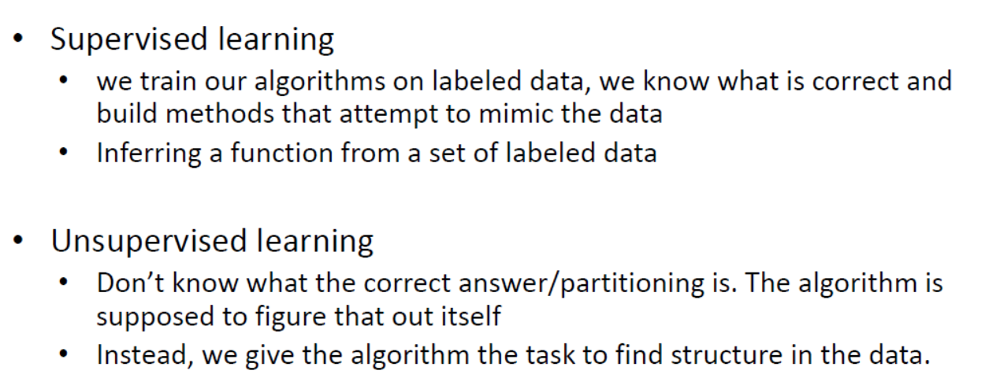 • Supervised learning
• we train our algorithms on labeled data, we know what is correct and
build methods that attempt to mimic the data
• Inferring a function from a set of labeled data
• Unsupervised learning
• Don’t know what the correct answer/partitioning is. The algorithm is
supposed to figure that out itself
• Instead, we give the algorithm the task to find structure in the data.